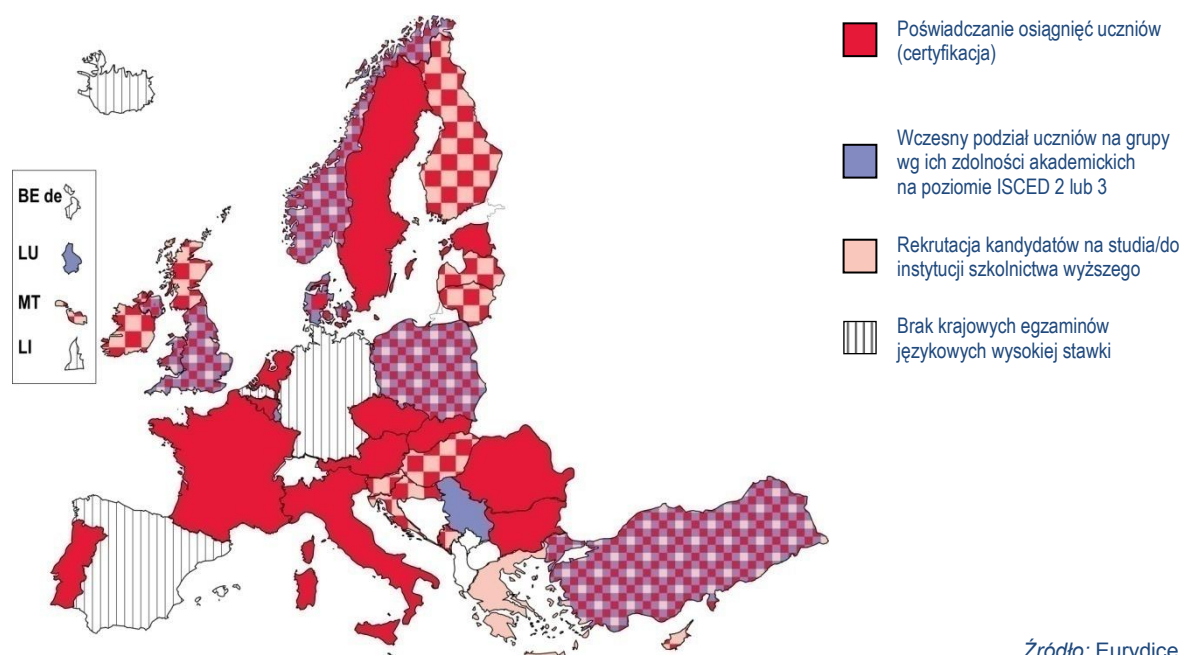 Poświadczanie osiągnięć uczniów
(certyfikacja)
Wczesny podział uczniów na grupy
wg ich zdolności akademickich
na poziomie ISCED 2 lub 3
Rekrutacja kandydatów na studia/do
instytucji szkolnictwa wyższego
Brak krajowych egzaminów
językowych wysokiej stawki
BE de
LU
MT
LI
Źródło: Eurydice